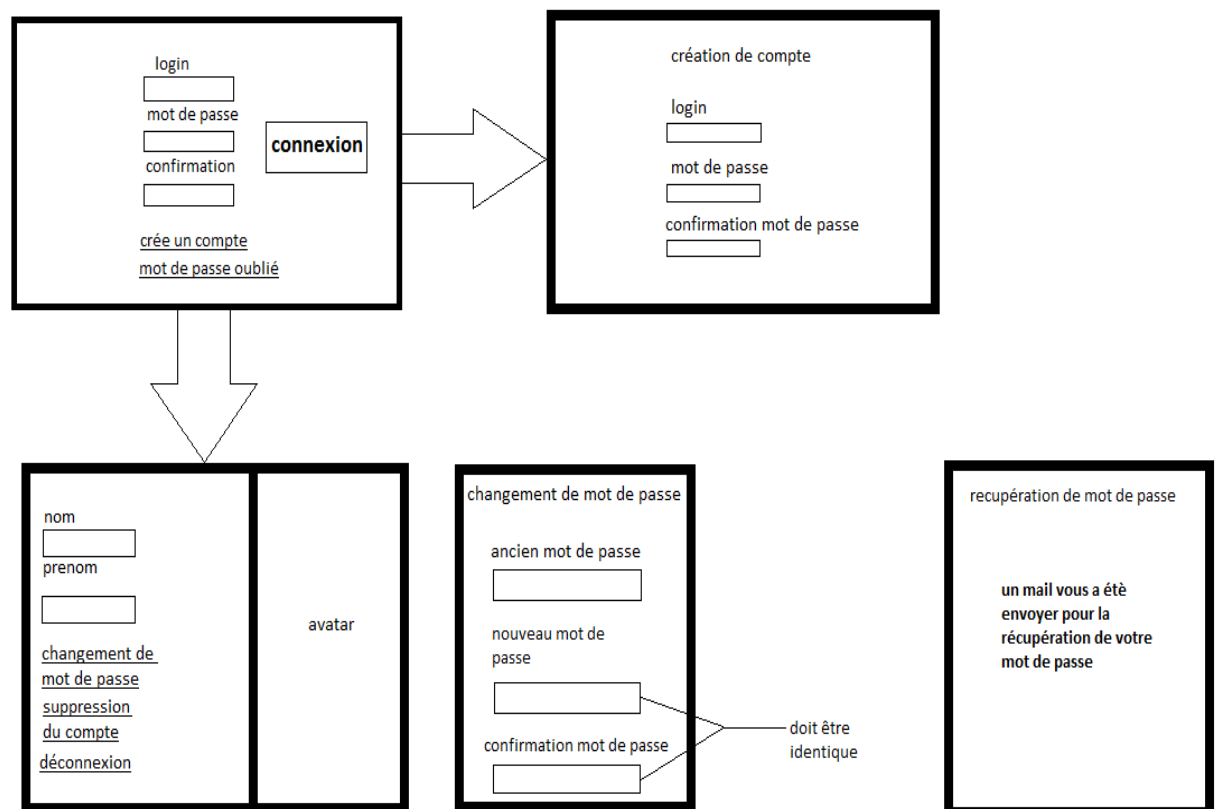 login
mot de passe
confirmation
connexion
crée un compte
mot de passe oublié
création de compte
login
mot de passe
confirmation mot de passe
nom
prenom
changement de
mot de passe
suppression
du compte
déconnexion
avatar
changement de mot de passe
ancien mot de passe
nouveau mot de
passe
confirmation mot de passe
doit être
identique
recupération de mot de passe
un mail vous a étè
envoyer pour la
récupération de votre
mot de passe